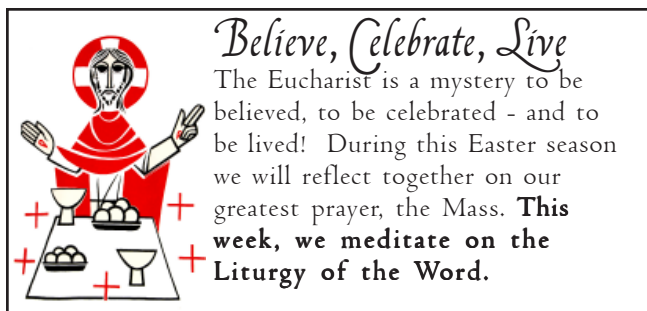 Believe, Celebrate, Live
The Eucharist is a mystery to be
believed, to be celebrated - and to
be lived! During this Easter season
we will reflect together on our
greatest prayer, the Mass. This
week, we meditate on the
Liturgy of the Word.